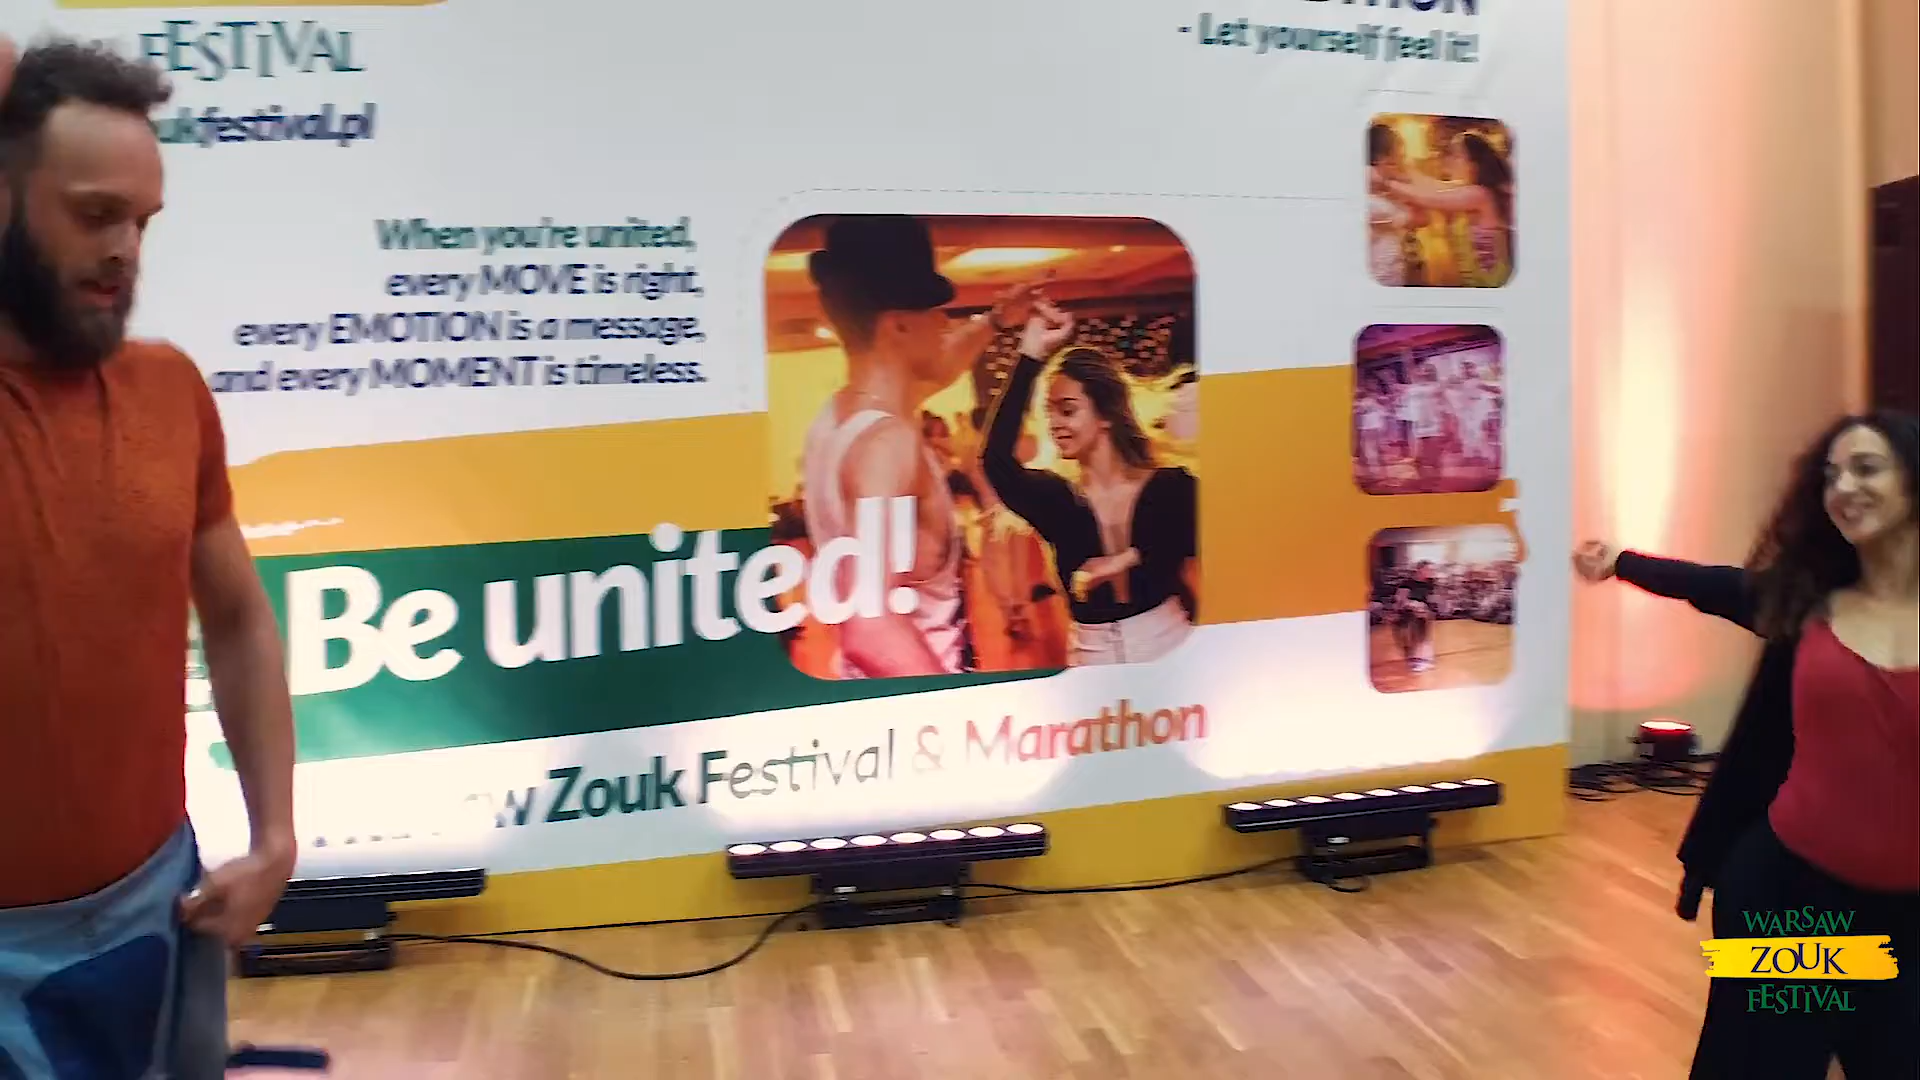 FESTIVAL
ukfestival.pl
- Let yourself feel it!
When you're united,
every MOVE is right,
every EMOTION is a message,
and every MOMENT is timeless.
Be united!
Zouk Festival & Marathon
WARSAW
ZOUK
FESTIVAL